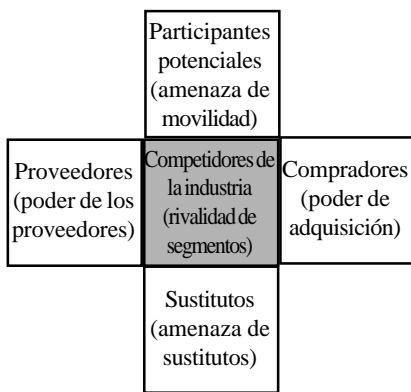 Participantes
potenciales
(amenaza de
movilidad)
Proveedores
(poder de los
proveedores)
Competidores de
la industria
(rivalidad de
segmentos)
Compradores
(poder de
adquisición)
Sustitutos
(amenaza de
sustitutos)